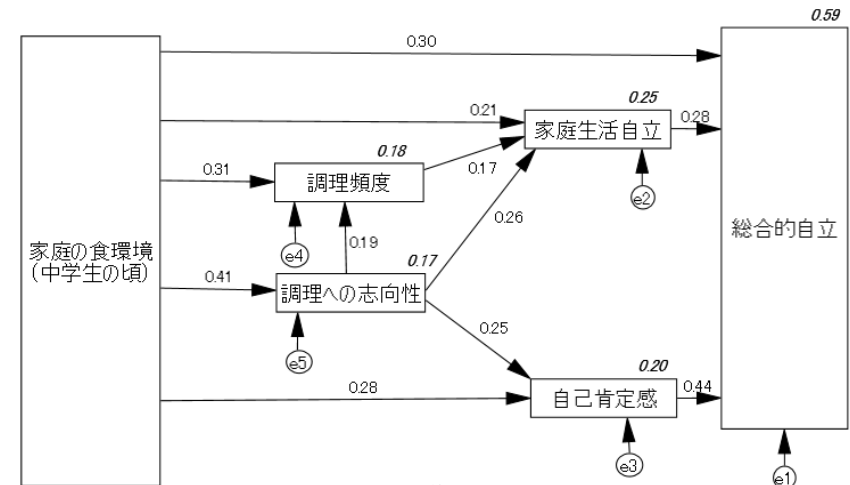 0.59
0.30
0.25
0.21
家庭生活自立
0.28
0.18
0.17
0.31
調理頻度
e2
0.26
総合的自立
0.19
e4
家庭の食環境
(中学生の頃)
0.17
0.41
調理への志向性
0.25
e5
0.20
0.28
0.44
自己肯定感
e3
e1